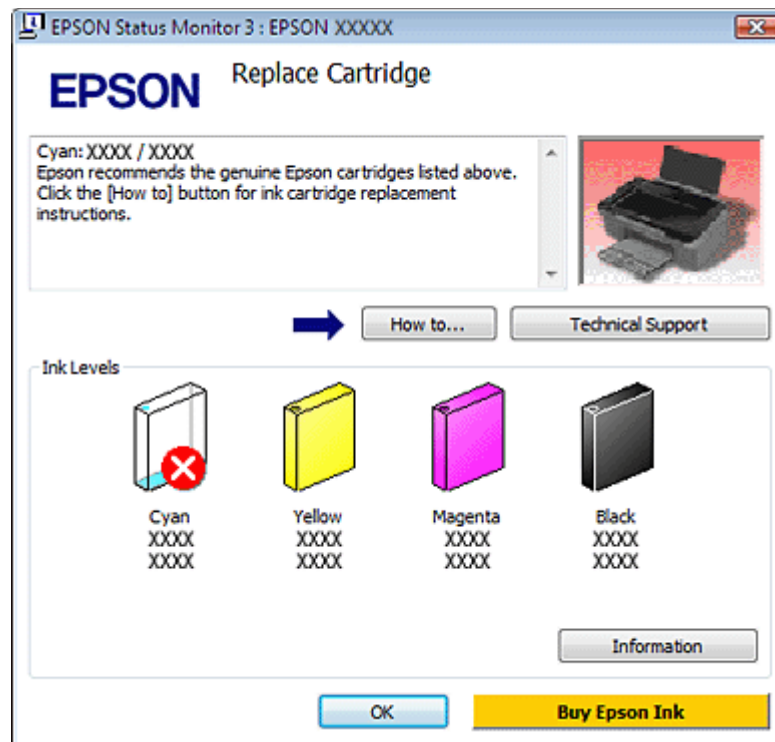 EPSON Status Monitor 3 : EPSON XXXXX
EPSON
Replace Cartridge
Cyan: XXXX / XXXX
Epson recommends the genuine Epson cartridges listed above.
Click the [How to] button for ink cartridge replacement
instructions.
How to...
Technical Support
Ink Levels
Cyan Yellow Magenta Black
XXXX XXXX XXXX XXXX
XXXX XXXX XXXX XXXX
Information
OK
Buy Epson Ink